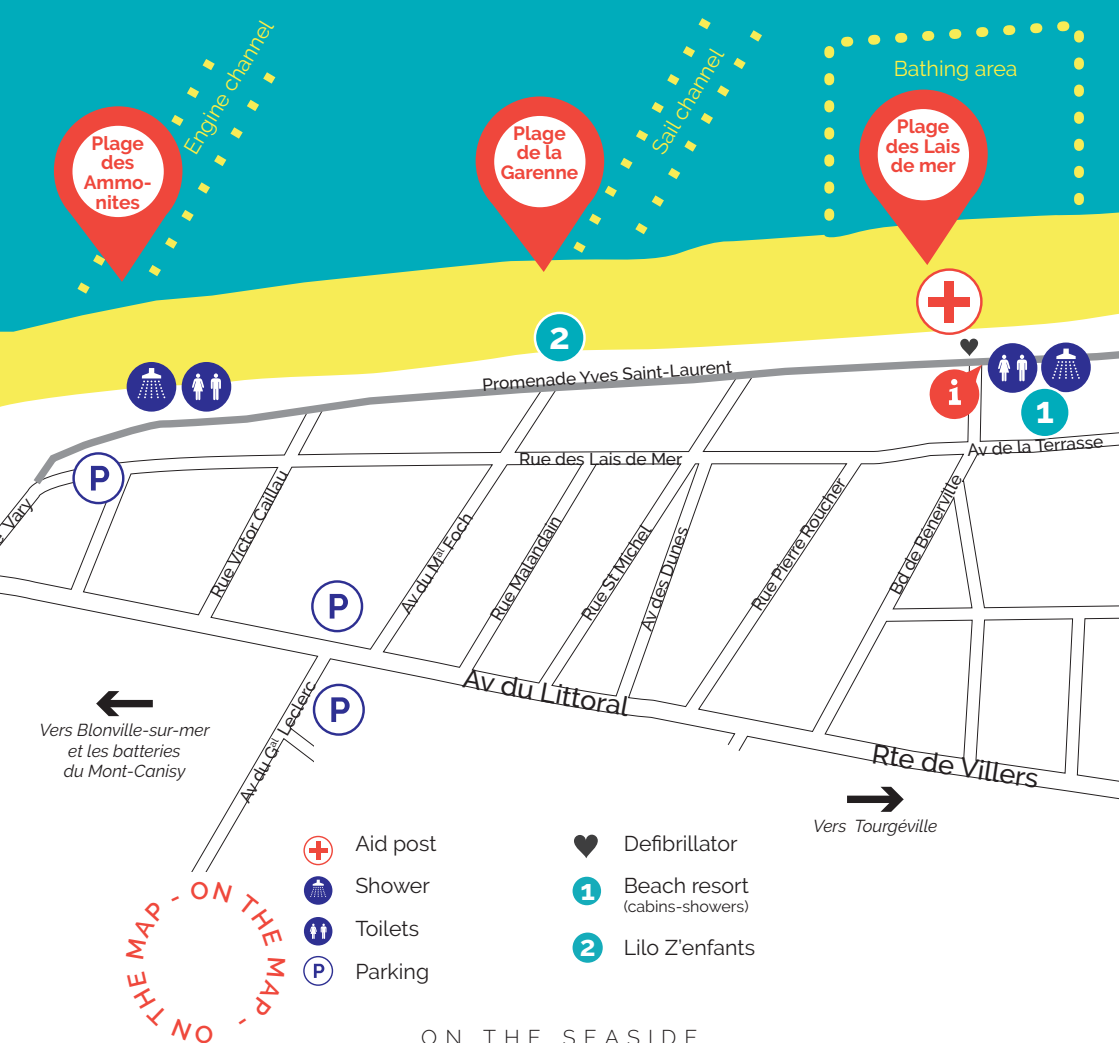 Engine channel
Sail channel
Bathing area
Plage
des
Ammo-
nites
Plage
de la
Garenne
Plage
des Lais
de mer
2
Promenade Yves Saint-Laurent
i
1
Rue des Lais de Mer
Av de la Terrasse
P
Vary
Rue Victor Caillau
Av du Mal Foch
Rue Malandain
Rue St Michel
Av des Dunes
Rue Pierre Roucher
Bd de Bénerville
P
P
Av du Littoral
Av du Gal Leclerc
Rte de Villers
Vers Blonville-sur-mer
et les batteries
du Mont-Canisy
Vers Tourgéville
Aid post
Shower
Toilets
P Parking
Defibrillator
1 Beach resort
(cabins-showers)
2 Lilo Z'enfants
ON THE MAP - ON THE MAP - ON THE MAP -
ON THE SEASIDE